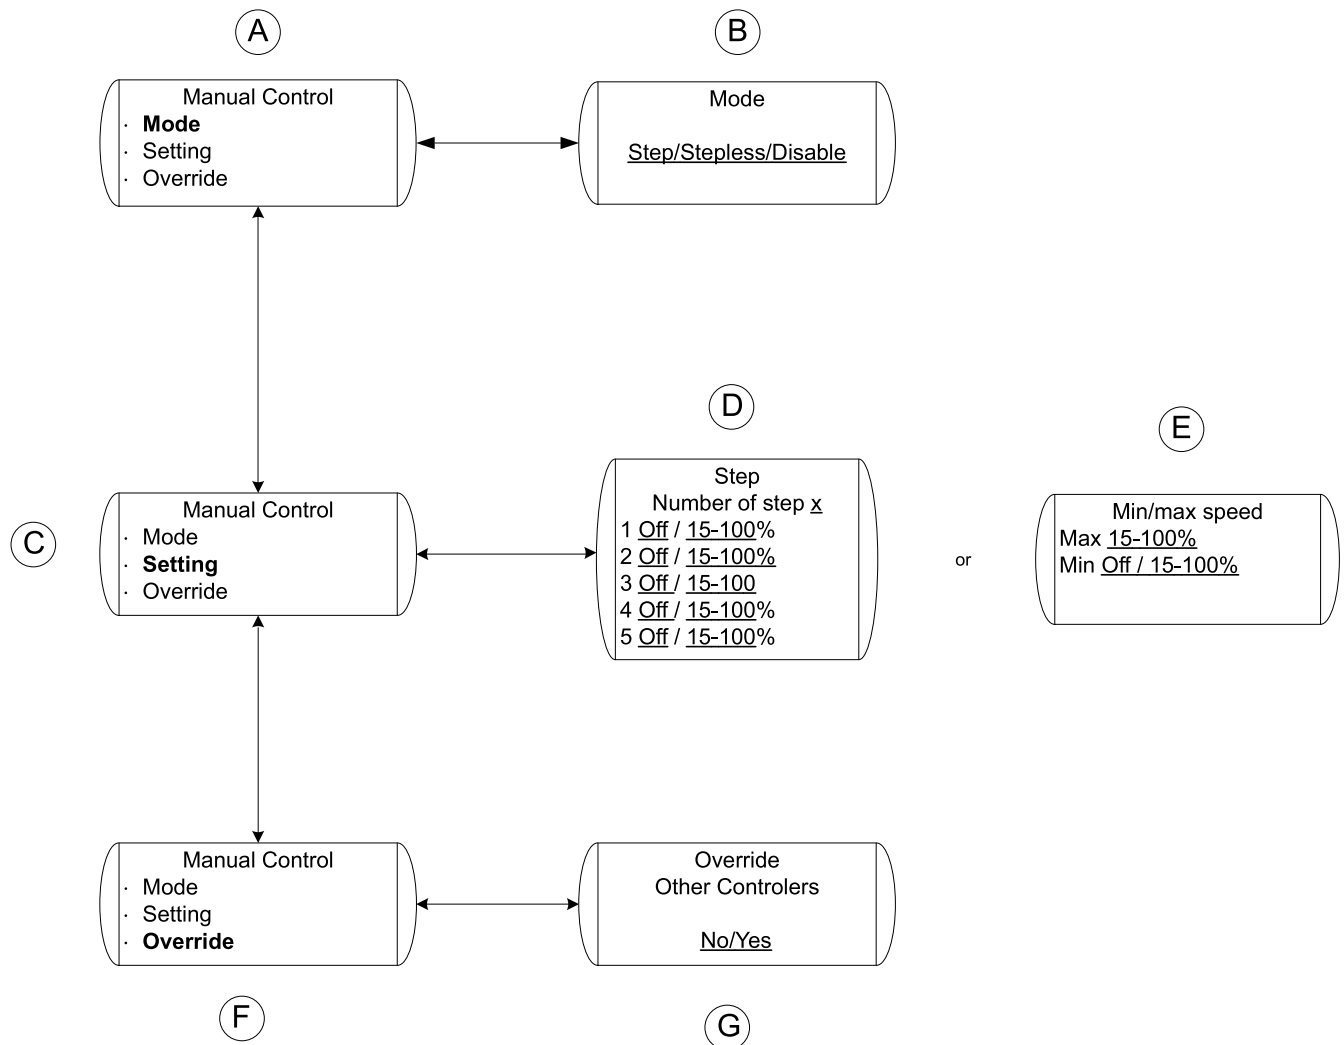 A
B
Manual Control
· Mode
· Setting
· Override
Mode
Step/Stepless/Disable
C
D
E
Manual Control
· Mode
· Setting
· Override
Step
Number of step x
1 Off / 15-100%
2 Off / 15-100%
3 Off / 15-100
4 Off / 15-100%
5 Off / 15-100%
or
Min/max speed
Max 15-100%
Min Off / 15-100%
Manual Control
· Mode
· Setting
· Override
Override
Other Controlers
No/Yes
F
G